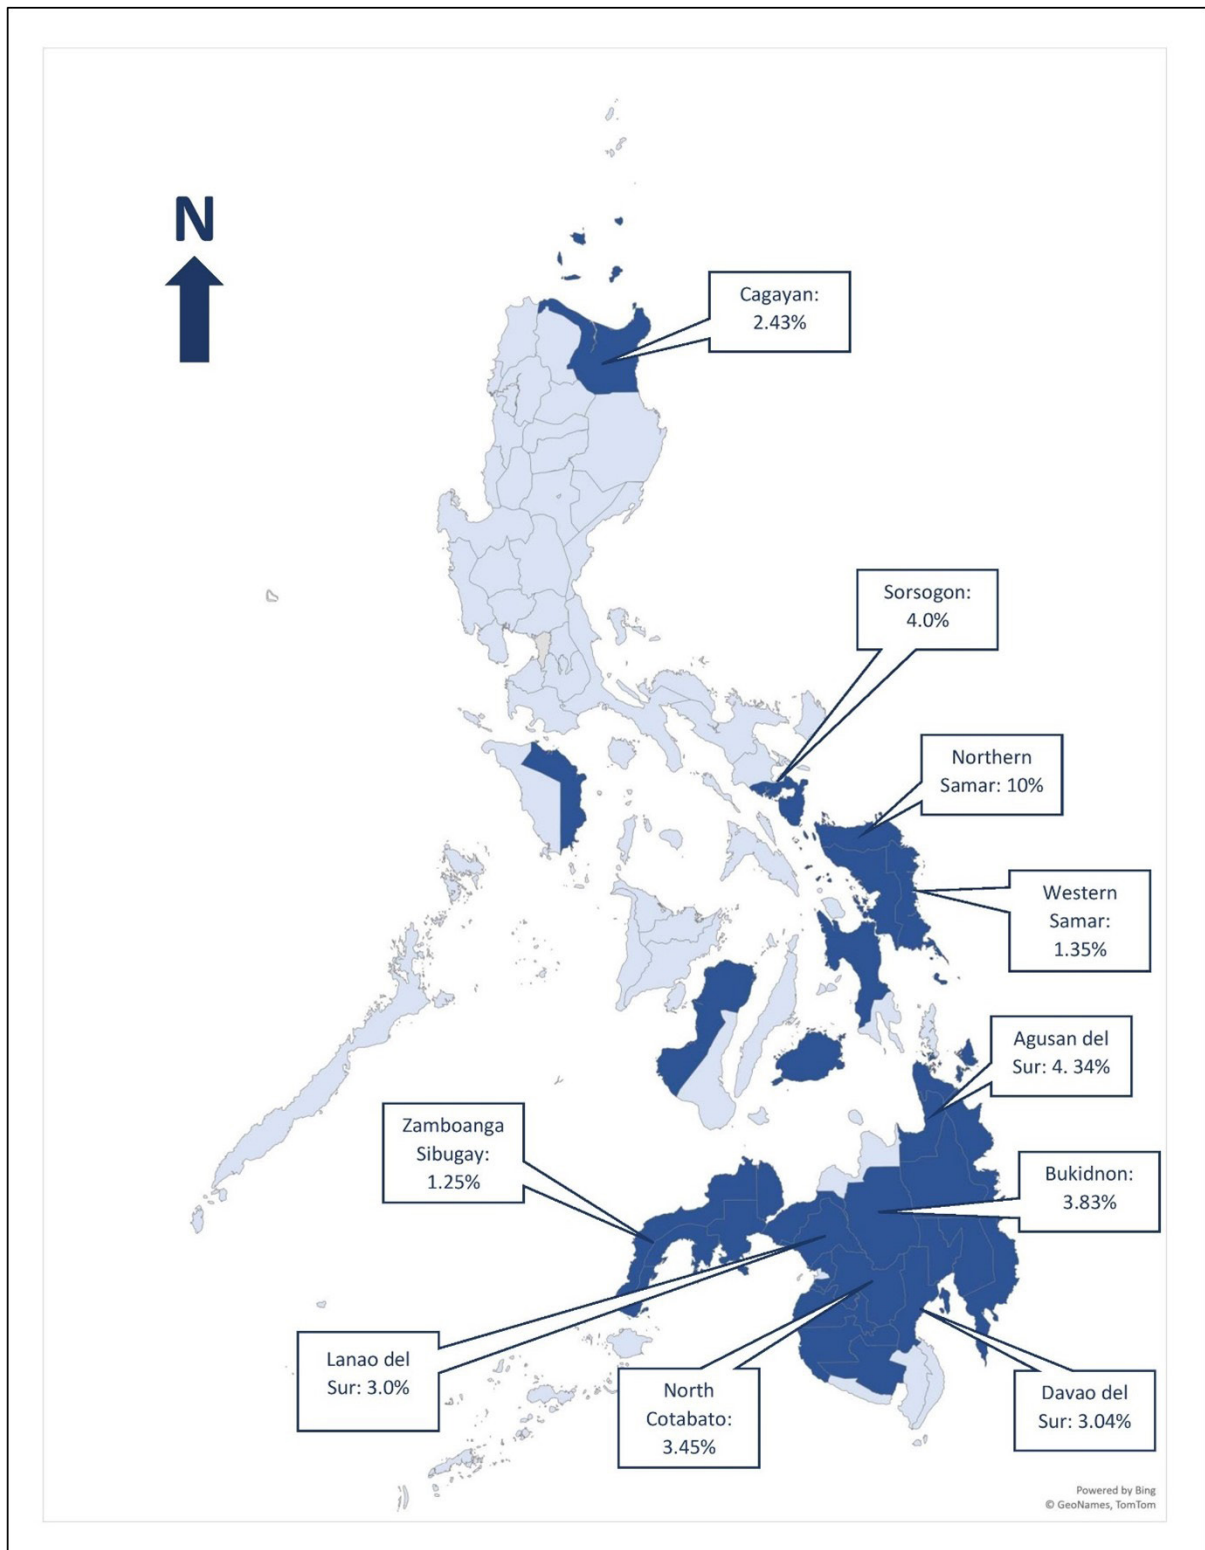 N
Cagayan:
2.43%
Sorsogon:
4.0%
Northern
Samar: 10%
Western
Samar:
1.35%
Agusan del
Sur: 4. 34%
Zamboanga
Sibugay:
1.25%
Bukidnon:
3.83%
Lanao del
Sur: 3.0%
North
Cotabato:
3.45%
Davao del
Sur: 3.04%
Powered by Bing
© GeoNames, TomTom